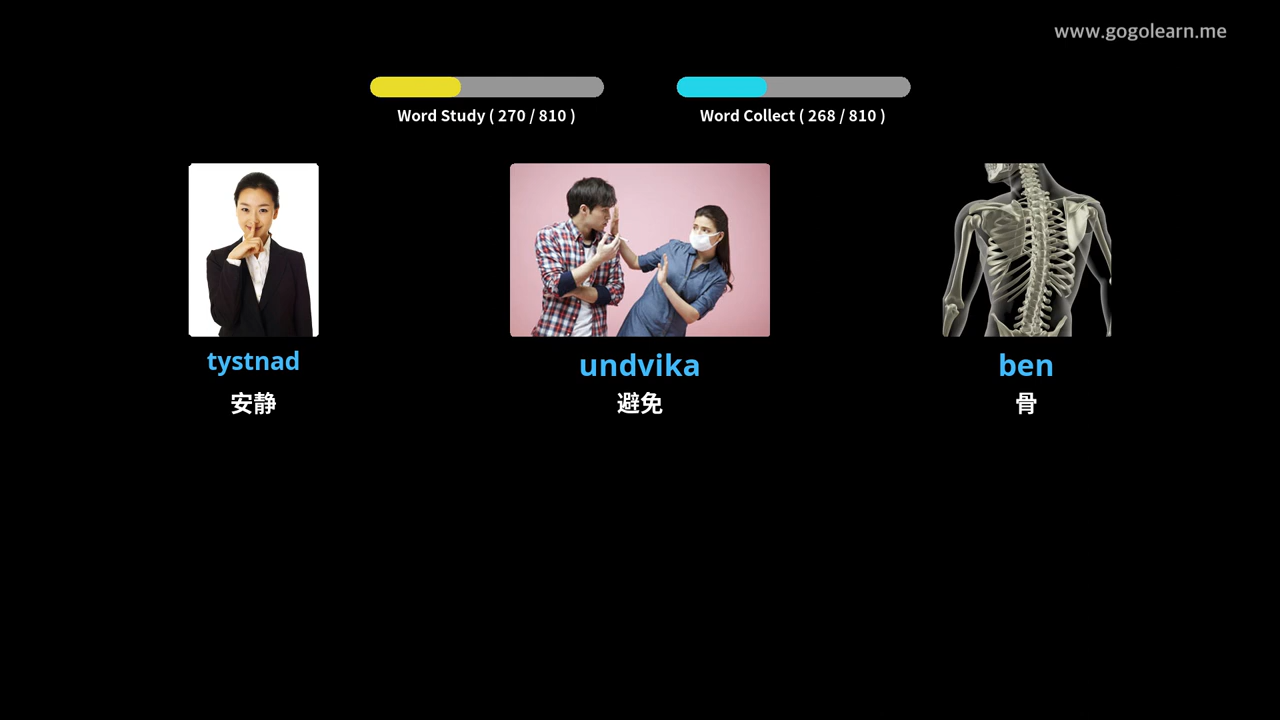 www.gogolearn.me
Word Study ( 270 / 810 )
Word Collect ( 268 / 810 )
tystnad
undvika
ben
安静
避免
骨